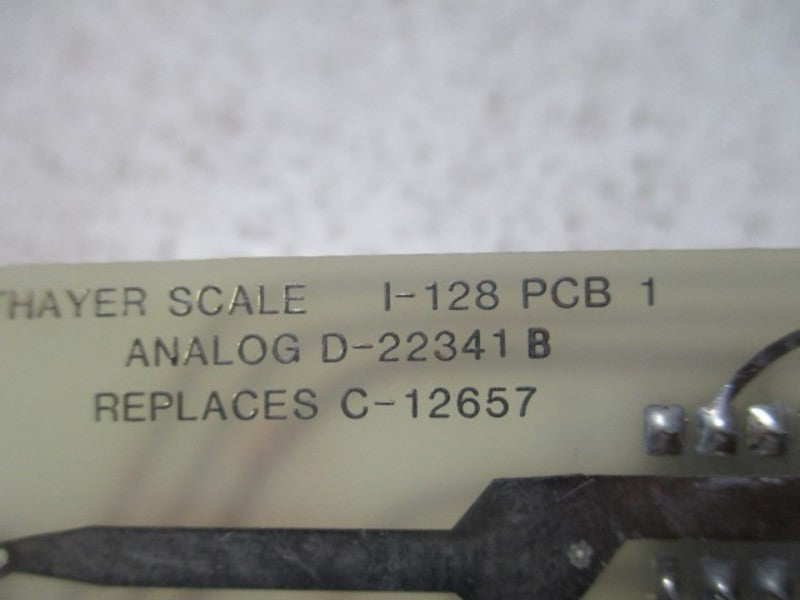 THAYER SCALE I-128 PCB 1
ANALOG D-22341 B
REPLACES C-12657